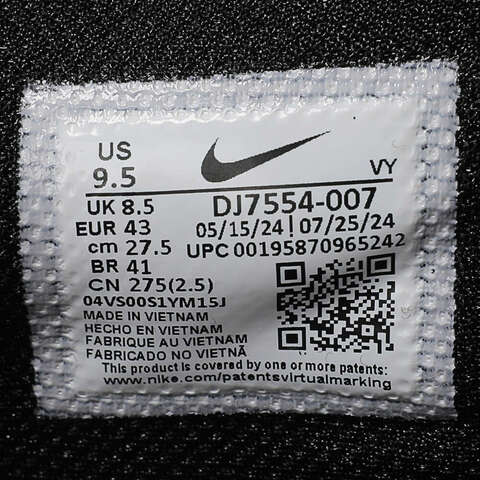 US
9.5
VY
UK 8.5
DJ7554-007
EUR 43
05/15/24 | 07/25/24
cm 27.5
UPC 00195870965242
BR 41
CN 275(2.5)
04VS00S1YM15J
MADE IN VIETNAM
HECHO EN VIETNAM
FABRIQUE AU VIETNAM
FABRICADO NO VIETNÃ
This product is covered by one or more patents:
www.nike.com/patentsvirtualmarking